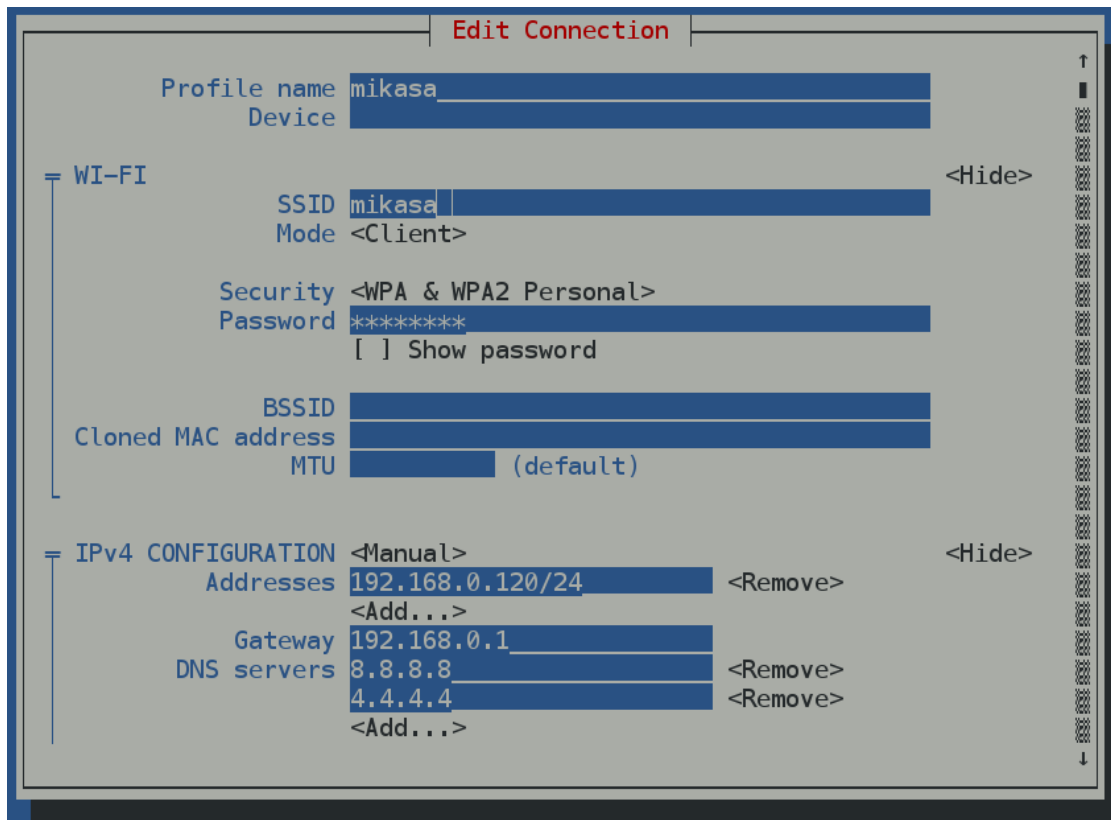 Edit Connection
Profile name mikasa
Device
WI-FI <Hide>
SSID mikasa
Mode <Client>
Security <WPA & WPA2 Personal>
Password ********
[ ] Show password
BSSID
Cloned MAC address
MTU (default)
IPv4 CONFIGURATION <Manual> <Hide>
Addresses 192.168.0.120/24 <Remove>
<Add...>
Gateway 192.168.0.1
DNS servers 8.8.8.8 <Remove>
4.4.4.4 <Remove>
<Add...>